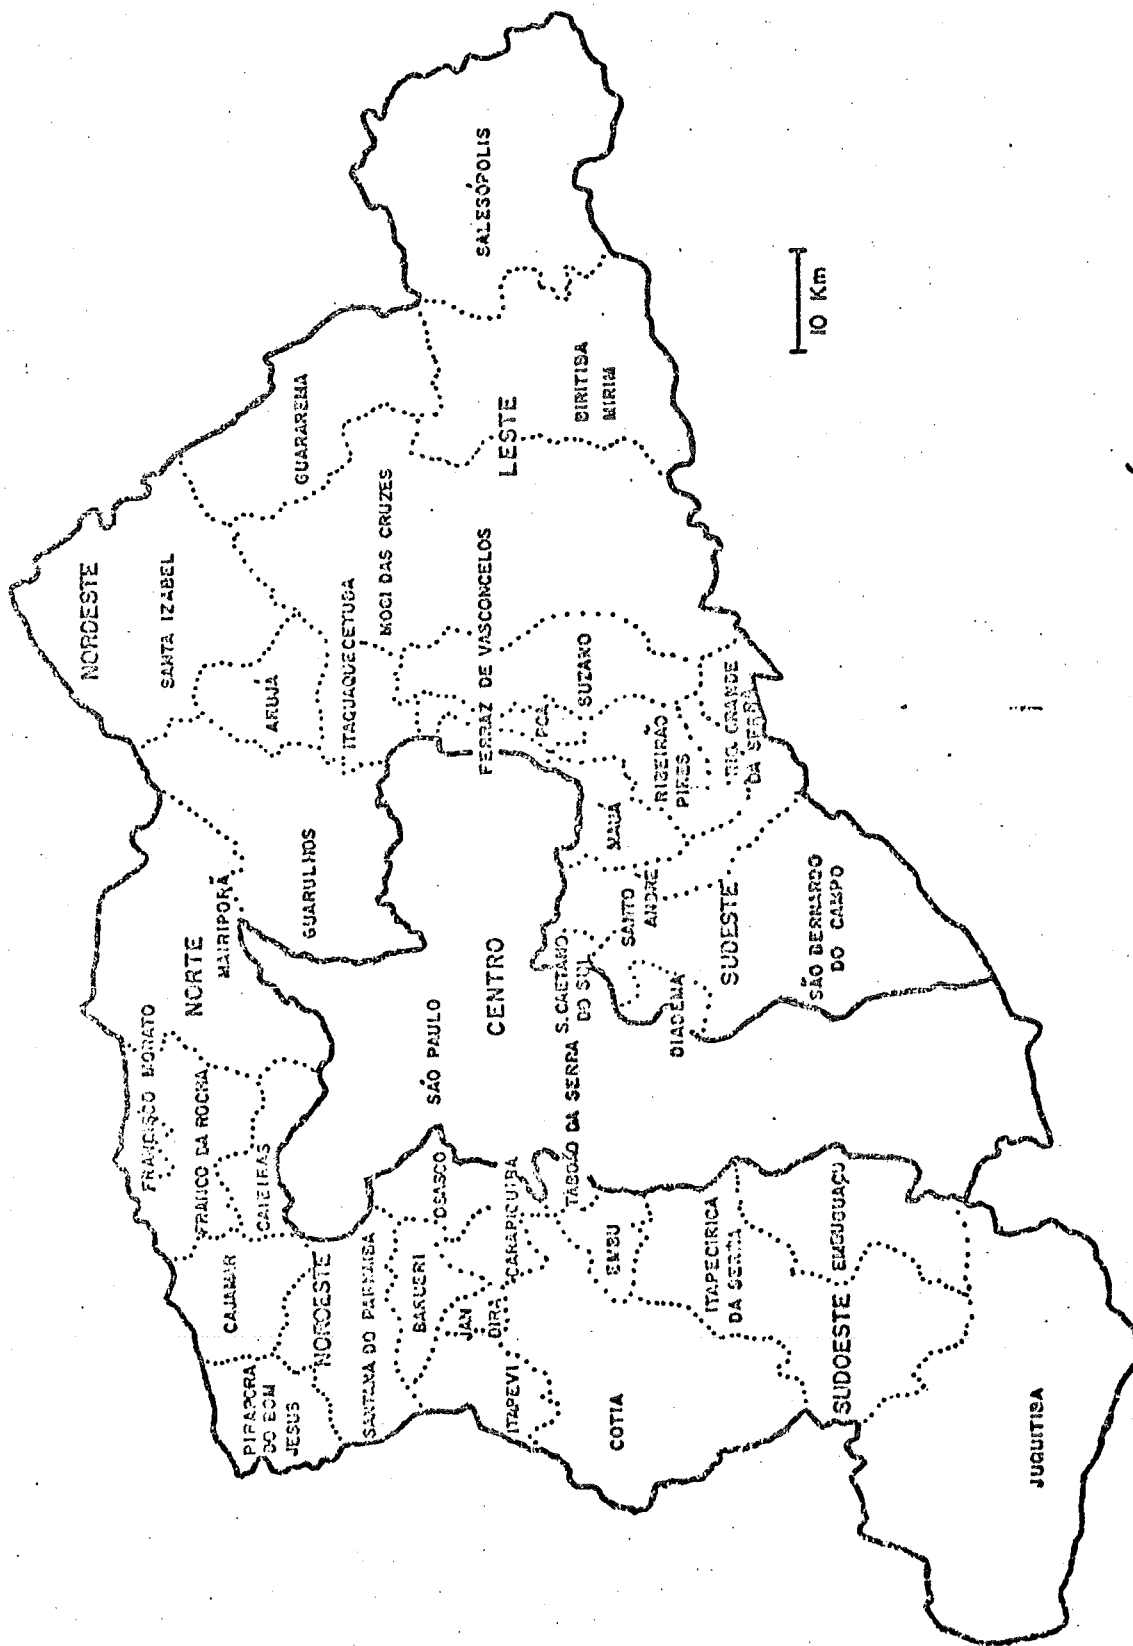 NOROESTE
SANTA IZABEL
ARUJÁ
GUARAREMA
SALESÓPOLIS
ITAQUAQUECETUBA
MOGI DAS CRUZES
LESTE
BIRITIBA
MIRIM
FERRAZ DE VASCONCELOS
POÁ
SUZANO
RIBEIRÃO
PIRES
RIO GRANDE
DA SERRA
MAUÁ
GUARULHOS
MAIRIPORÃ
NORTE
FRANCISCO MORATO
FRANCO DA ROCHA
CAIEIRAS
SÃO PAULO
CENTRO
S. CAETANO
DO SUL
SANTO
ANDRÉ
DIADEMA
SUDESTE
SÃO BERNARDO
DO CAMPO
CAJAMAR
PIRAPORA
DO BOM
JESUS
NOROESTE
SANTANA DO PARNAIBA
BARUERI
OSASCO
JAN
DIRA
CARAPICUIBA
ITAPEVI
TABOÃO DA SERRA
EMBU
COTIA
ITAPECIRICA
DA SERRA
SUDOESTE
EMBUGUAÇU
JUQUITIBA
10 Km